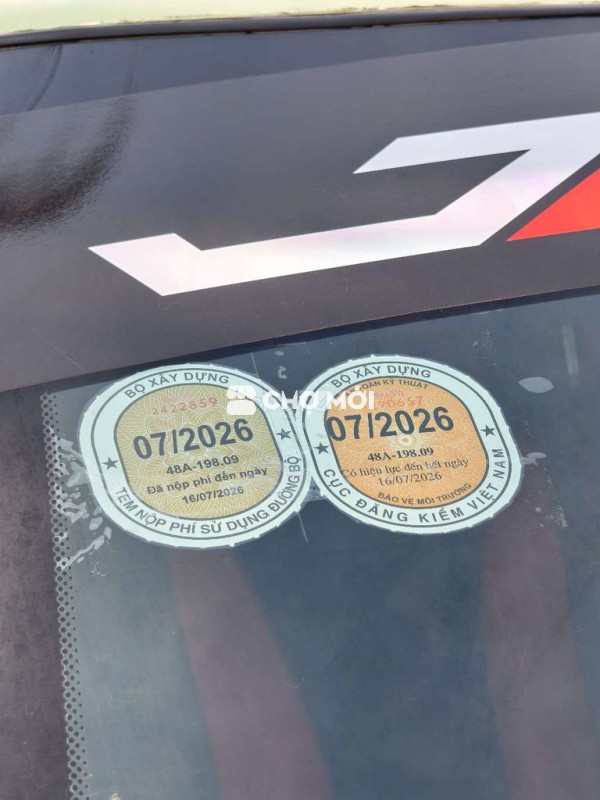 BỘ XÂY DỰNG
2422859
07/2026
48A-198.09
Đã nộp phí đến ngày
16/07/2026
TEM NỘP PHÍ SỬ DỤNG ĐƯỜNG BỘ
BỘ XÂY DỰNG
TOÀN KỸ THUẬT
07/2026
48A-198.09
Có hiệu lực đến hết ngày
16/07/2026
BẢO VỆ MÔI TRƯỜNG
CỤC ĐĂNG KIỂM VIỆT NAM
CHỢ MỚI